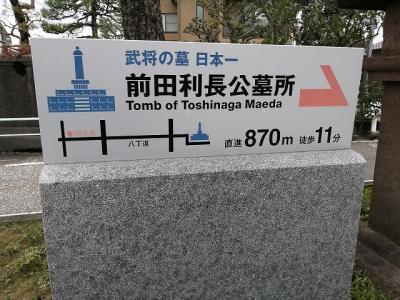 武将の墓 日本一
前田利長公墓所
Tomb of Toshinaga Maeda
八丁道
直進 870m 徒歩 11分